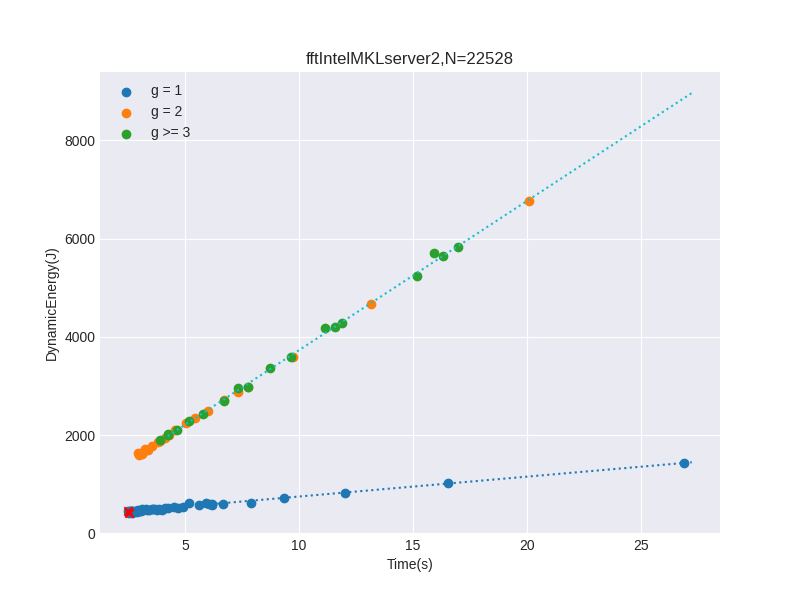 fftIntelMKLserver2,N=22528
g = 1
g = 2
g >= 3
8000
6000
4000
2000
0
DynamicEnergy(J)
5
10
15
20
25
Time(s)